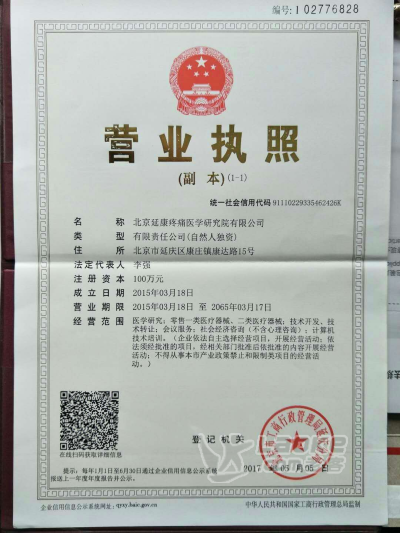 编号:1 02776828
营业执照
(副 本)(1-1)
统一社会信用代码 91110229335462426K
名 称 北京延康疼痛医学研究院有限公司
类 型 有限责任公司(自然人独资)
住 所 北京市延庆区康庄镇康达路15号
法定代表人 李强
注册资本 100万元
成立日期 2015年03月18日
营业期限 2015年03月18日 至 2065年03月17日
经营范围 医学研究；零售一类医疗器械、二类医疗器械；技术开发、技
术转让；会议服务；社会经济咨询（不含心理咨询）；计算机
技术培训。（企业依法自主选择经营项目，开展经营活动；依
法须经批准的项目，经相关部门批准后依批准的内容开展经营
活动；不得从事本市产业政策禁止和限制类项目的经营活
动。）
在线扫码获取详细信息
登记机关
2017 年 05 月 05 日
提示：每年1月1日至6月30日通过企业信用信息公示系统
报送上一年度年度报告并公示。
企业信用信息公示系统网址：qyxy.baic.gov.cn
中华人民共和国国家工商行政管理总局监制